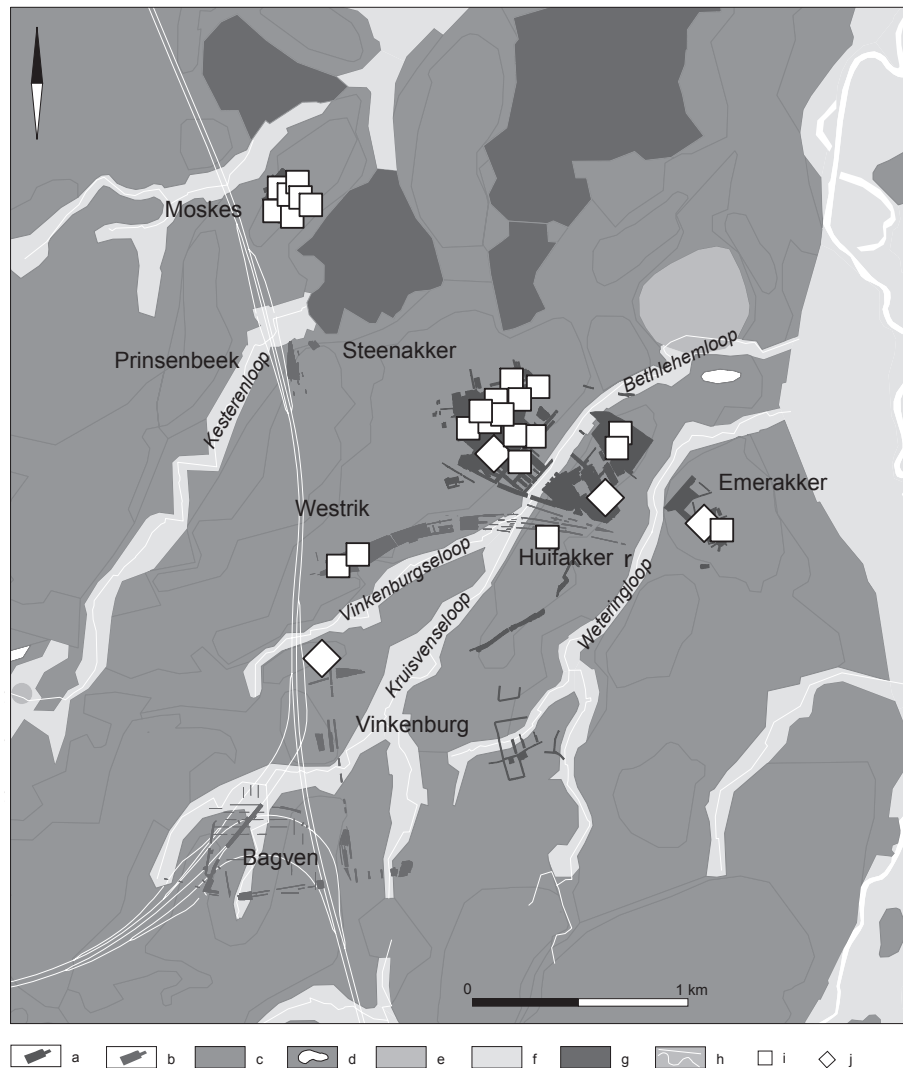 Moskes
Prinsenbeek
Steenakker
Kesterenloop
Bethlehemloop
Emerakker
Westrik
Huifakker r
Vinkenburgseloop
Weteringloop
Kruisvenseloop
Vinkenburg
Bagven
0 1 km
a b c d e f g h i j